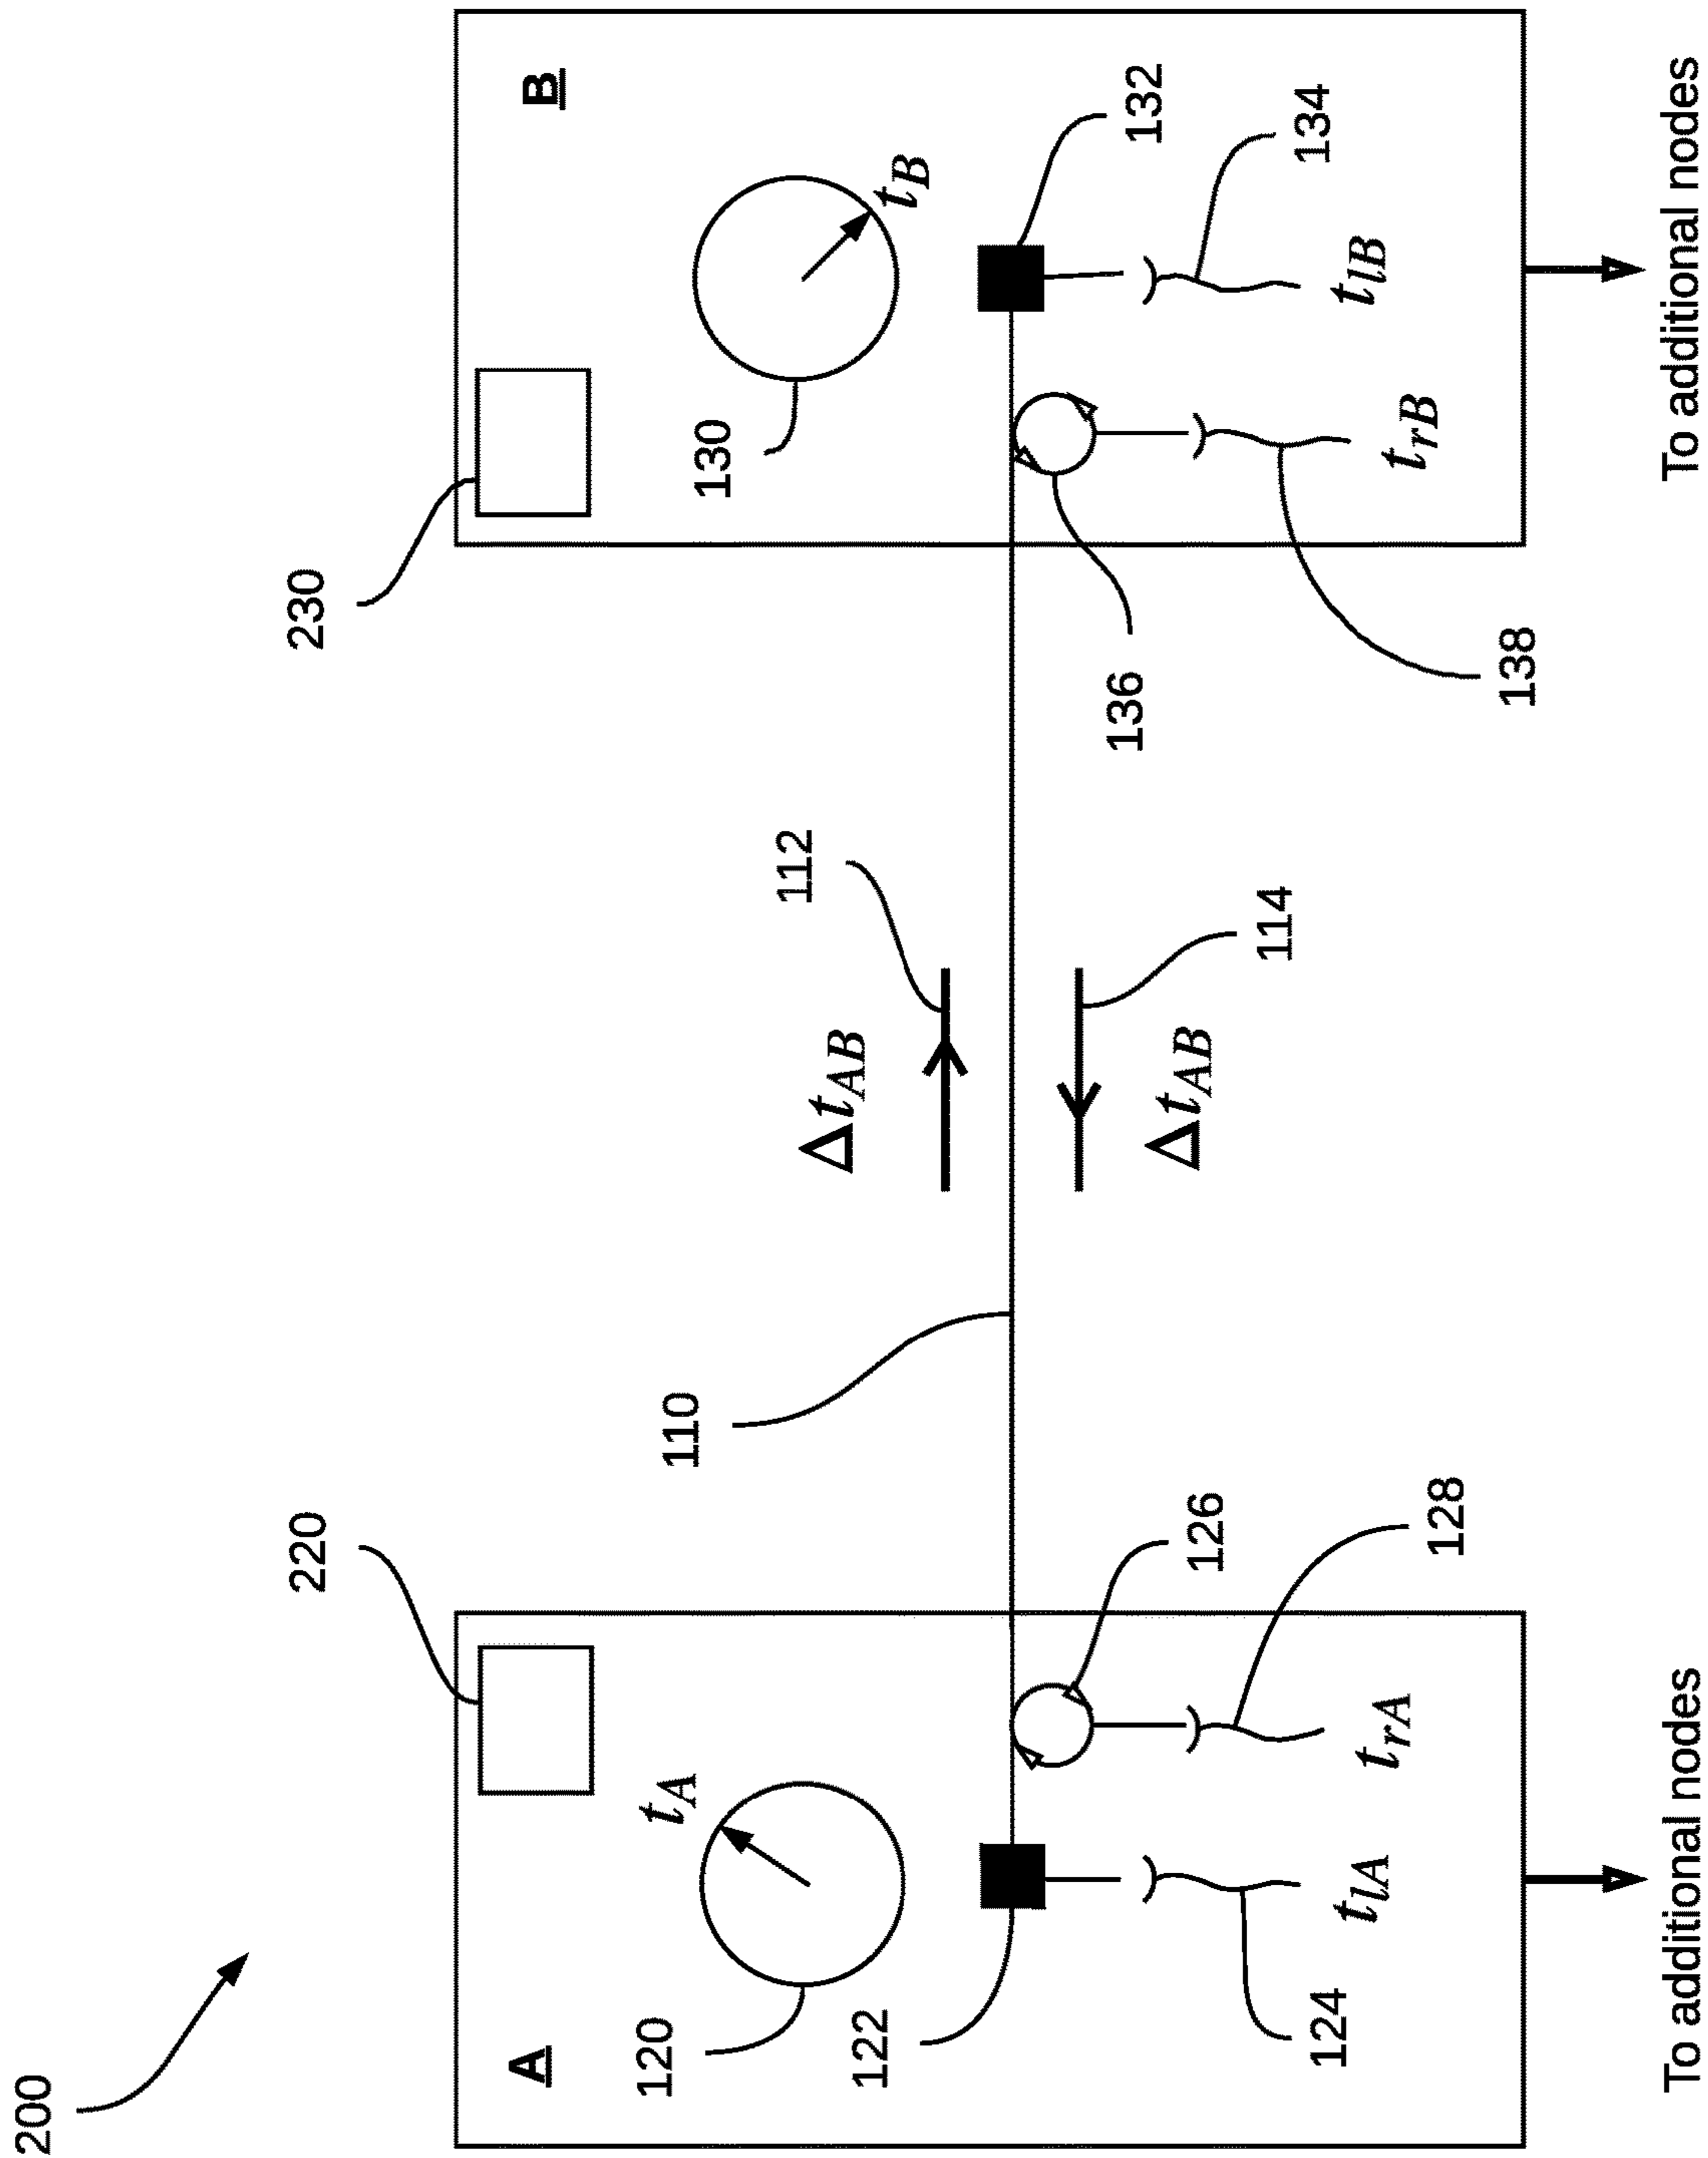 200
A
220
230
B
120
t_A
110
Δt_AB
112
130
t_B
122
Δt_AB
114
136
132
124
t_lA
t_rA
126
128
138
t_rB
t_lB
134
To additional nodes
To additional nodes